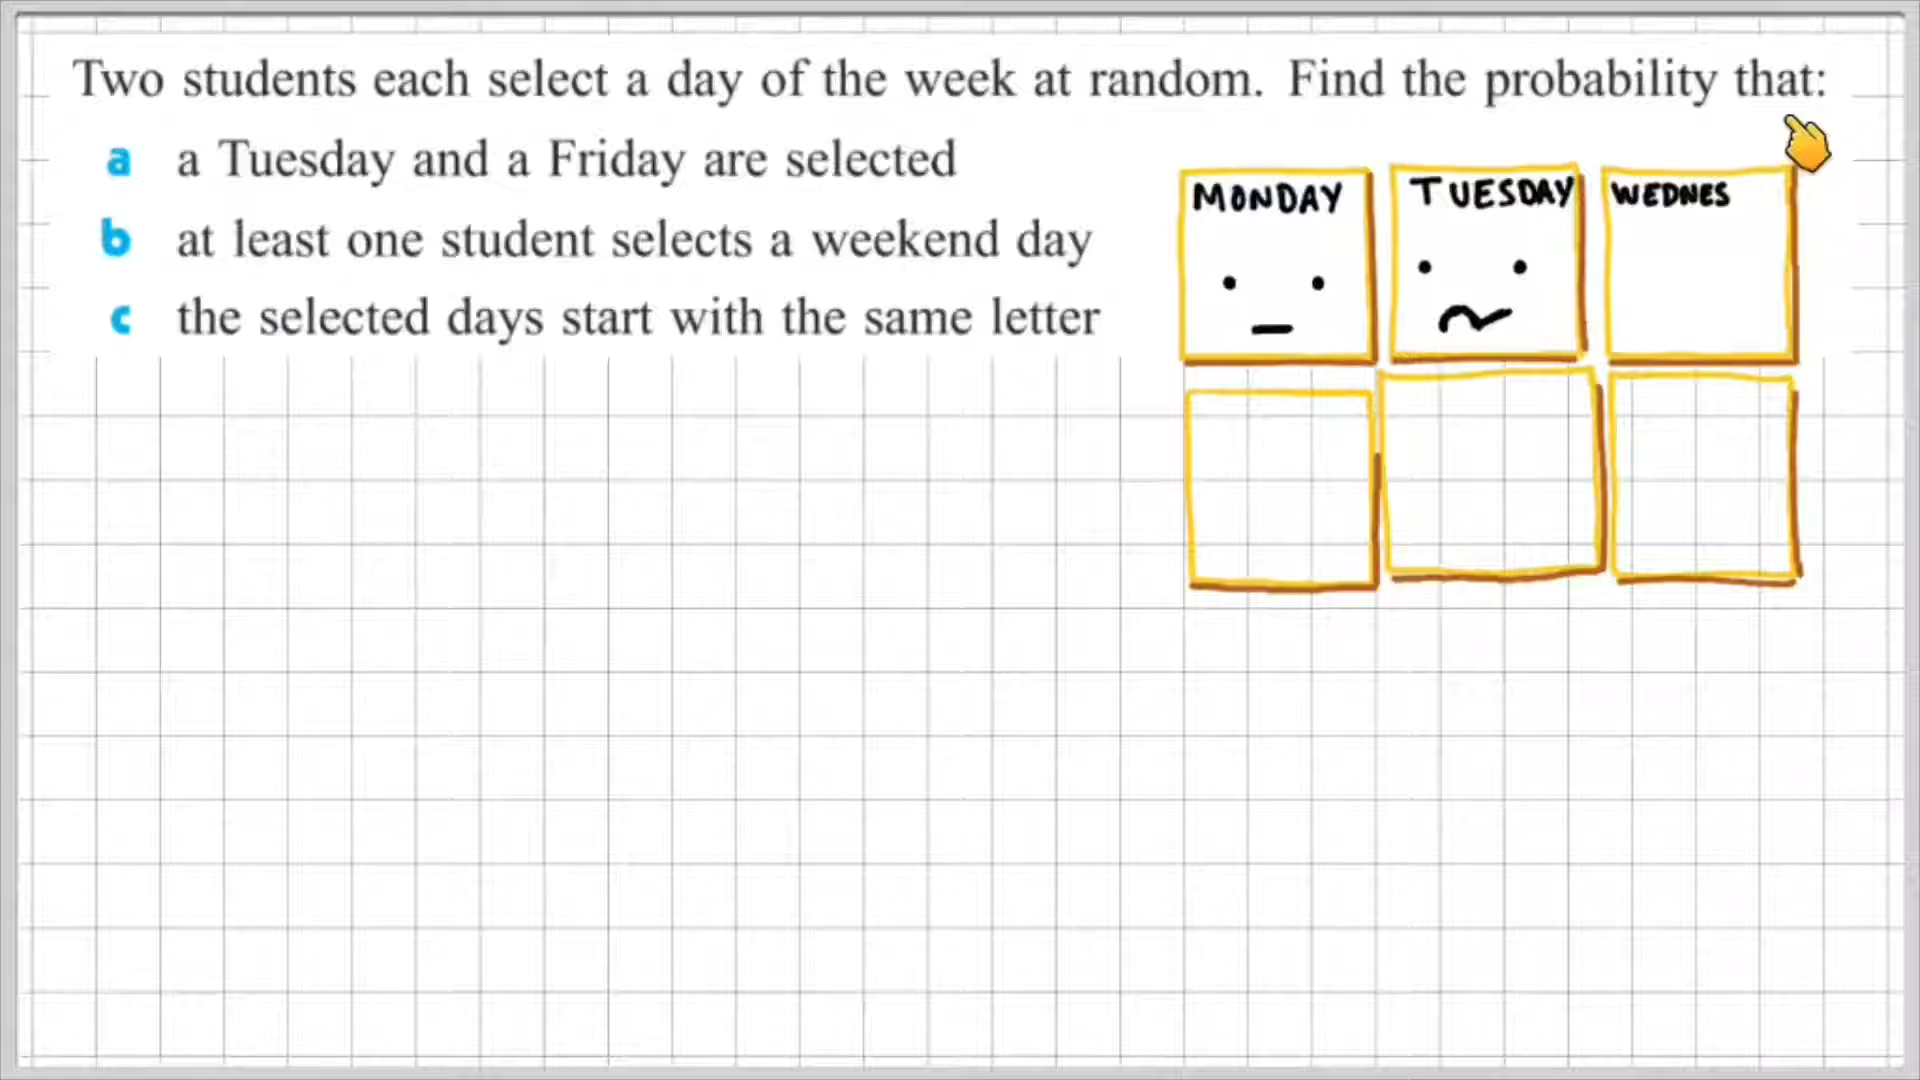 Two students each select a day of the week at random. Find the probability that:
a a Tuesday and a Friday are selected
b at least one student selects a weekend day
c the selected days start with the same letter
MONDAY TUESDAY WEDNES